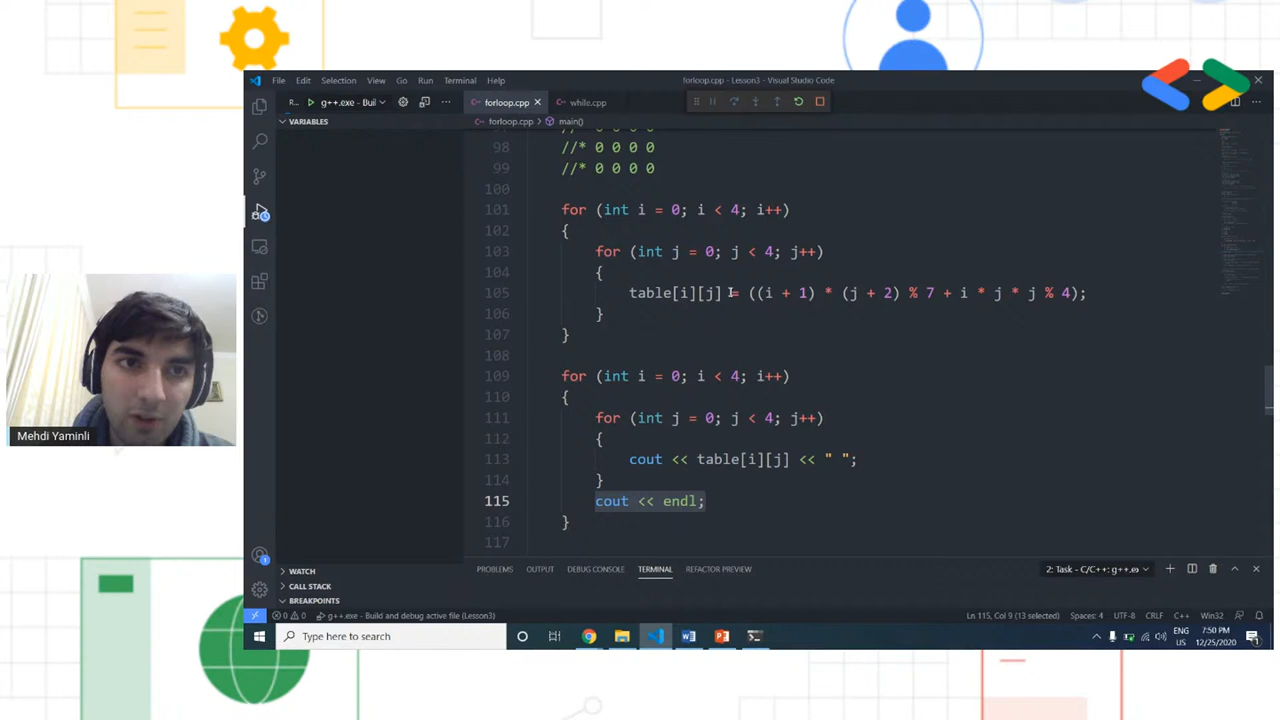 File Edit Selection View Go Run Terminal Help
forloop.cpp - Lesson3 - Visual Studio Code
R.. g++.exe - Buil
forloop.cpp
while.cpp
VARIABLES
forloop.cpp > main()
98 //* 0 0 0 0
99 //* 0 0 0 0
100
101 for (int i = 0; i < 4; i++)
102 {
103 for (int j = 0; j < 4; j++)
104 {
105 table[i][j] = ((i + 1) * (j + 2) % 7 + i * j * j % 4);
106 }
107 }
108
109 for (int i = 0; i < 4; i++)
110 {
111 for (int j = 0; j < 4; j++)
112 {
113 cout << table[i][j] << " ";
114 }
115 cout << endl;
116 }
117
Mehdi Yaminli
WATCH
CALL STACK
BREAKPOINTS
PROBLEMS OUTPUT DEBUG CONSOLE TERMINAL REFACTOR PREVIEW
2: Task - C/C++: g++.e
0 0 g++.exe - Build and debug active file (Lesson3)
Ln 115, Col 9 (13 selected) Spaces: 4 UTF-8 CRLF C++ Win32
Type here to search
ENG
US
7:50 PM
12/25/2020